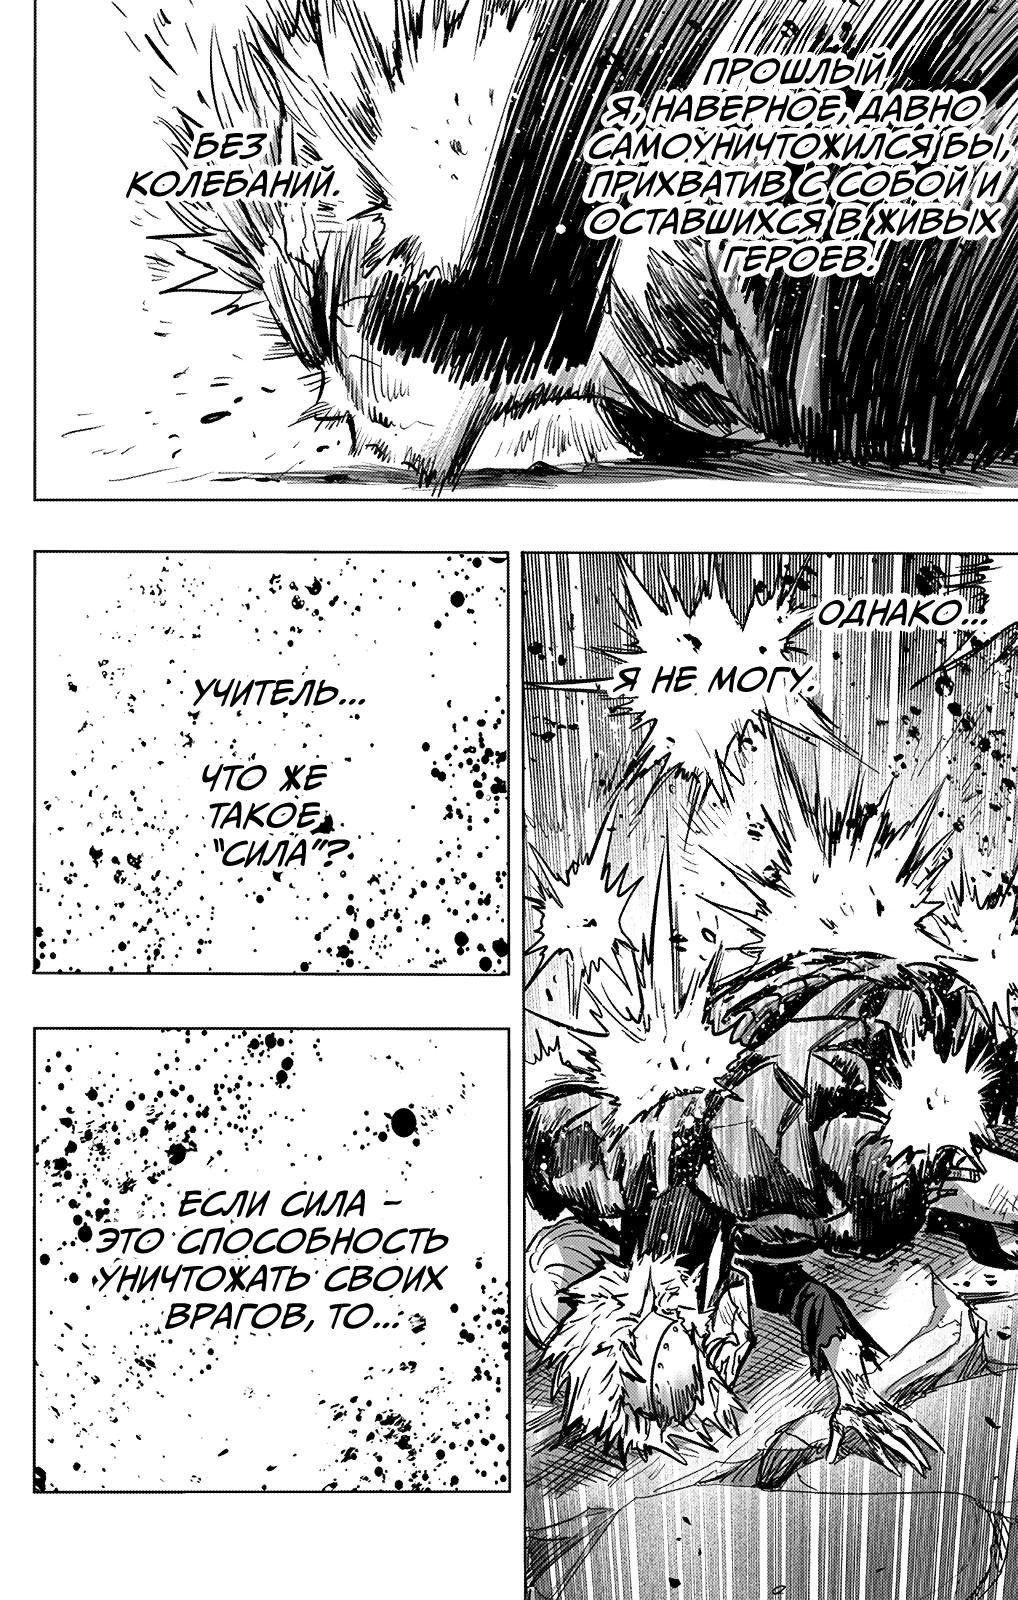 ПРОШЛЫЙ
Я, НАВЕРНОЕ, ДАВНО
САМОУНИЧТОЖИЛСЯ БЫ,
ПРИХВАТИВ С СОБОЙ И
ОСТАВШИХСЯ В ЖИВЫХ
ГЕРОЕВ.
БЕЗ
КОЛЕБАНИЙ.
ОДНАКО...
Я НЕ МОГУ.
УЧИТЕЛЬ...
ЧТО ЖЕ
ТАКОЕ
“СИЛА”?
ЕСЛИ СИЛА –
ЭТО СПОСОБНОСТЬ
УНИЧТОЖАТЬ СВОИХ
ВРАГОВ, ТО...